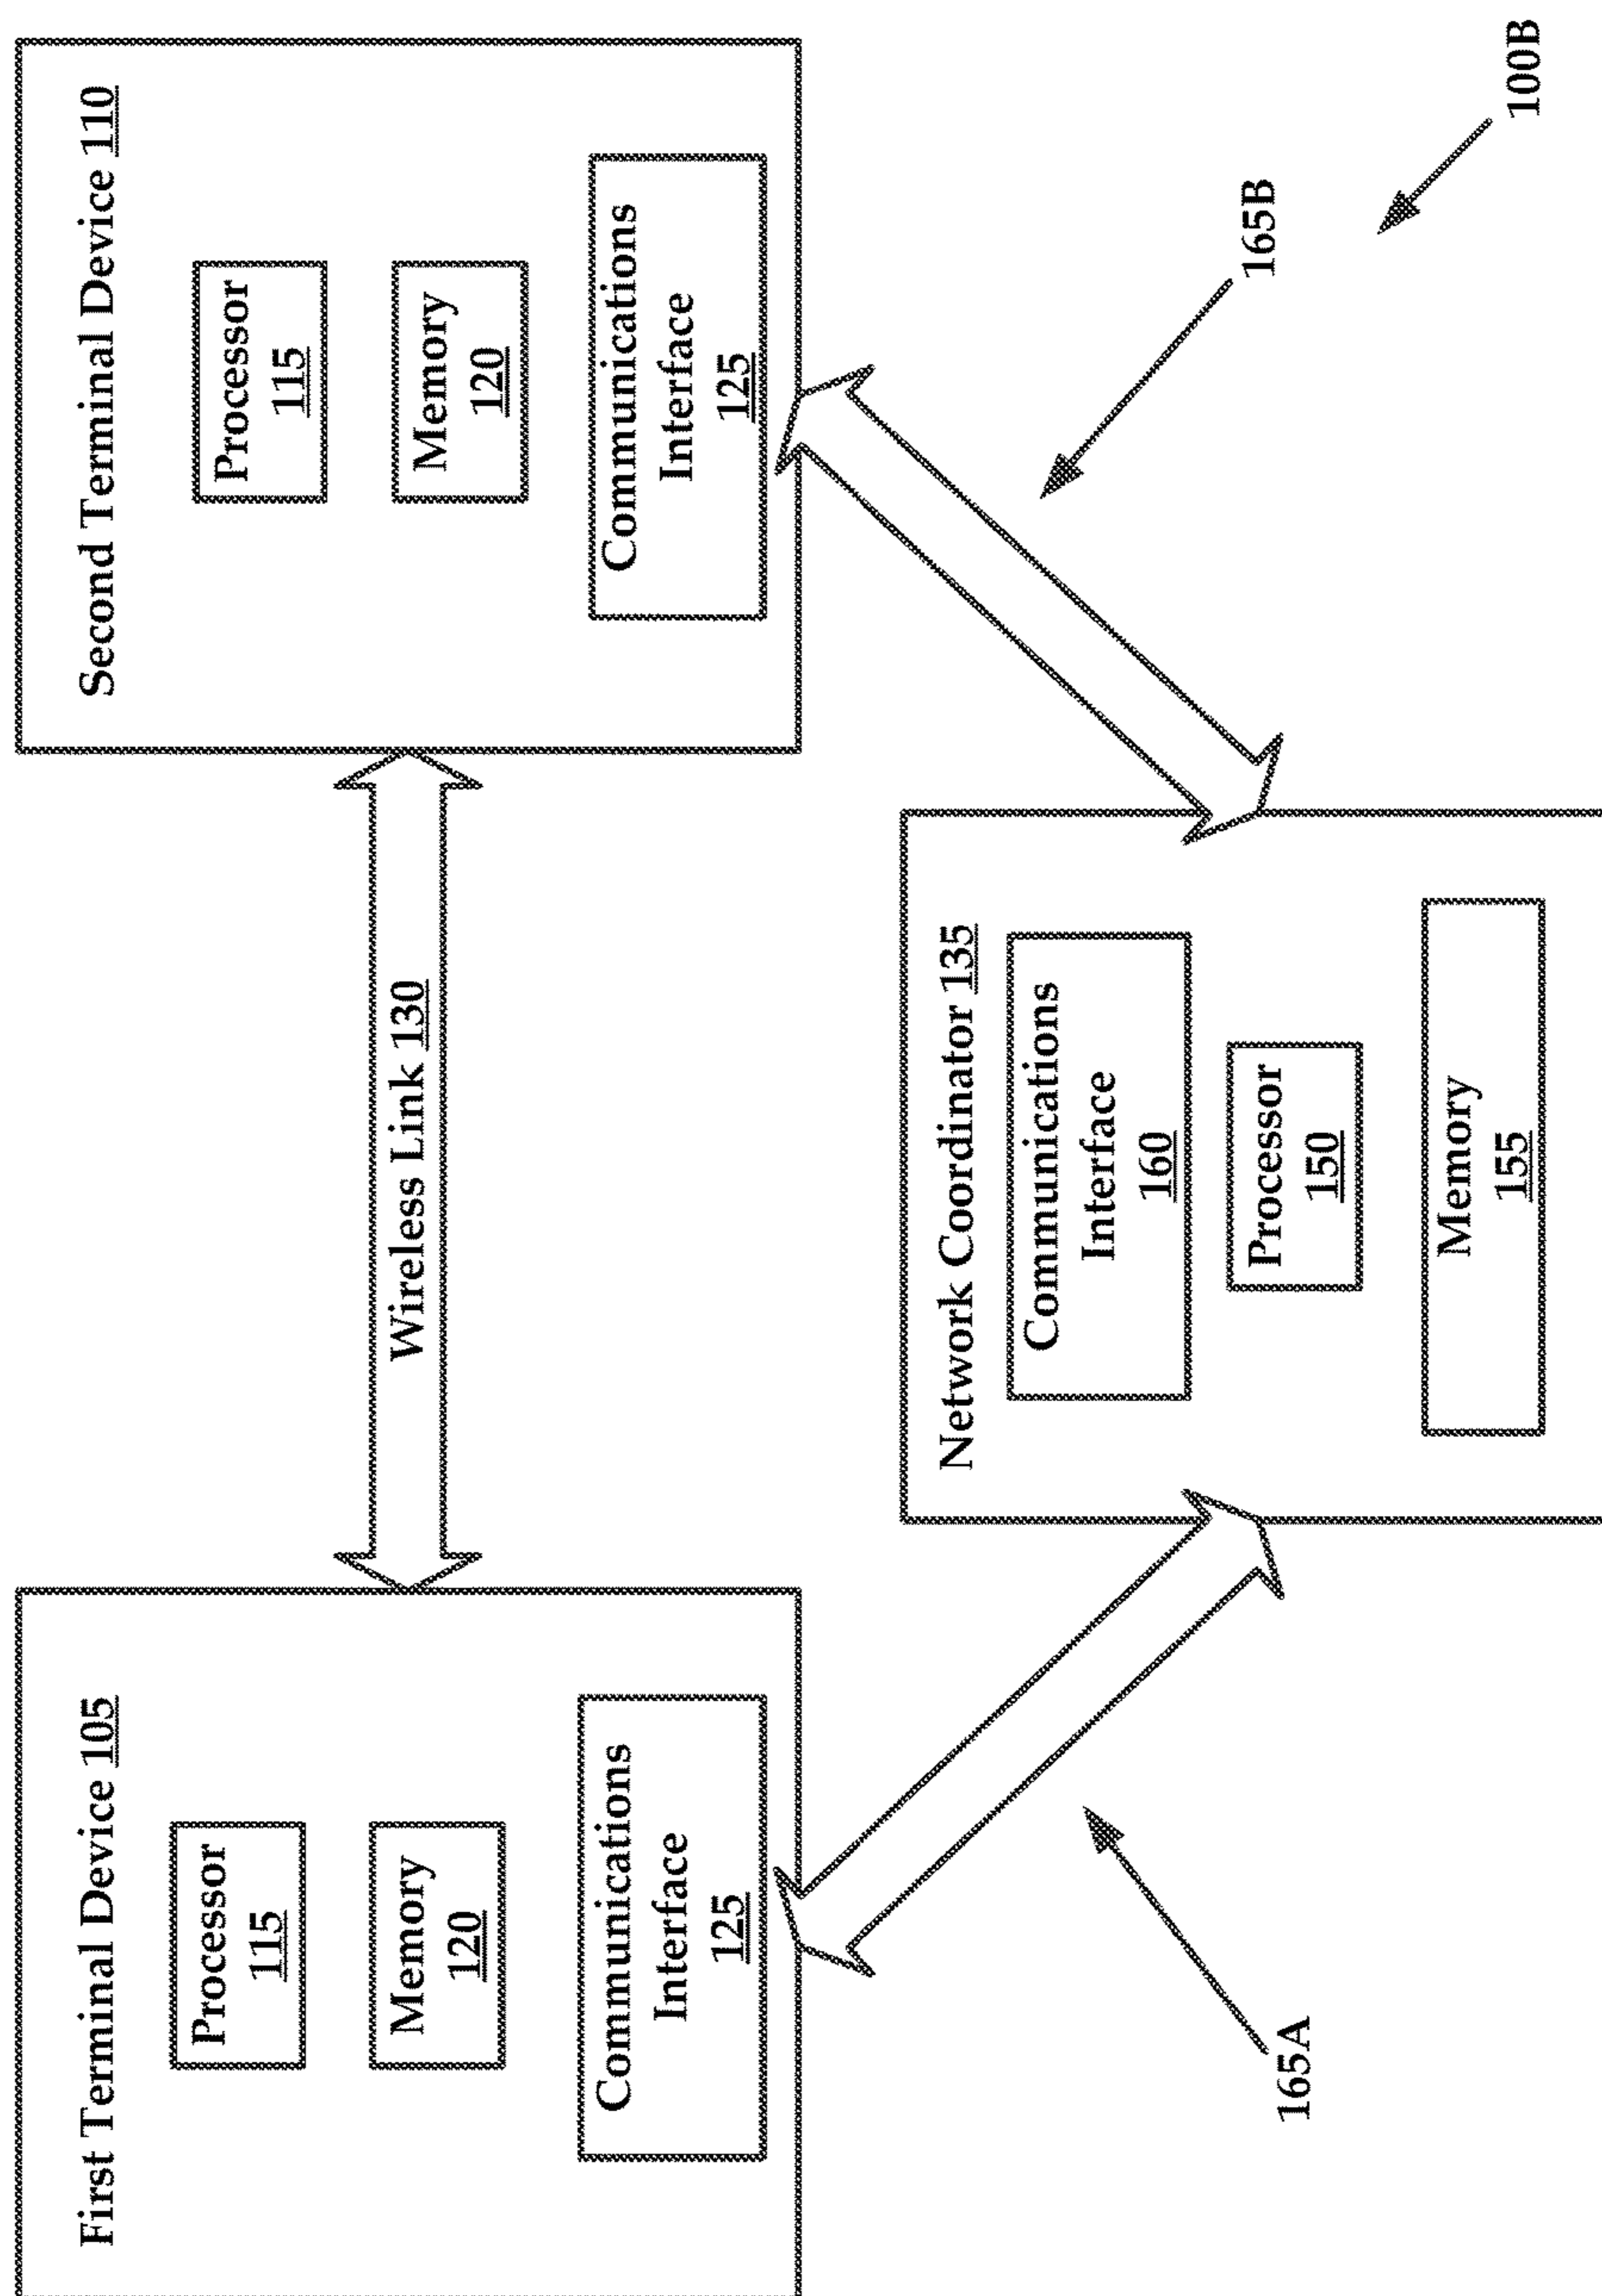 First Terminal Device 105
Processor
115
Memory
120
Communications
Interface
125
Wireless Link 130
Second Terminal Device 110
Processor
115
Memory
120
Communications
Interface
125
Network Coordinator 135
Communications
Interface
160
Processor
150
Memory
155
165A
165B
100B